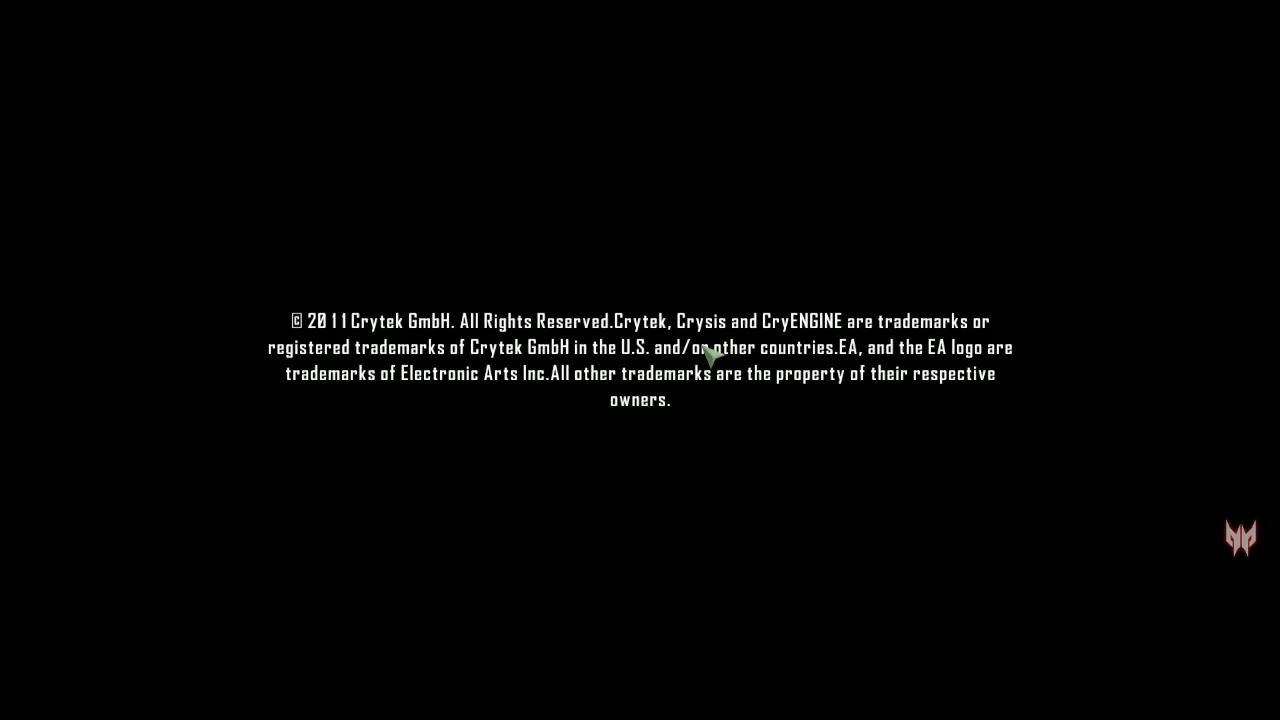 © 2011 Crytek GmbH. All Rights Reserved.Crytek, Crysis and CryENGINE are trademarks or
registered trademarks of Crytek GmbH in the U.S. and/or other countries.EA, and the EA logo are
trademarks of Electronic Arts Inc.All other trademarks are the property of their respective
owners.